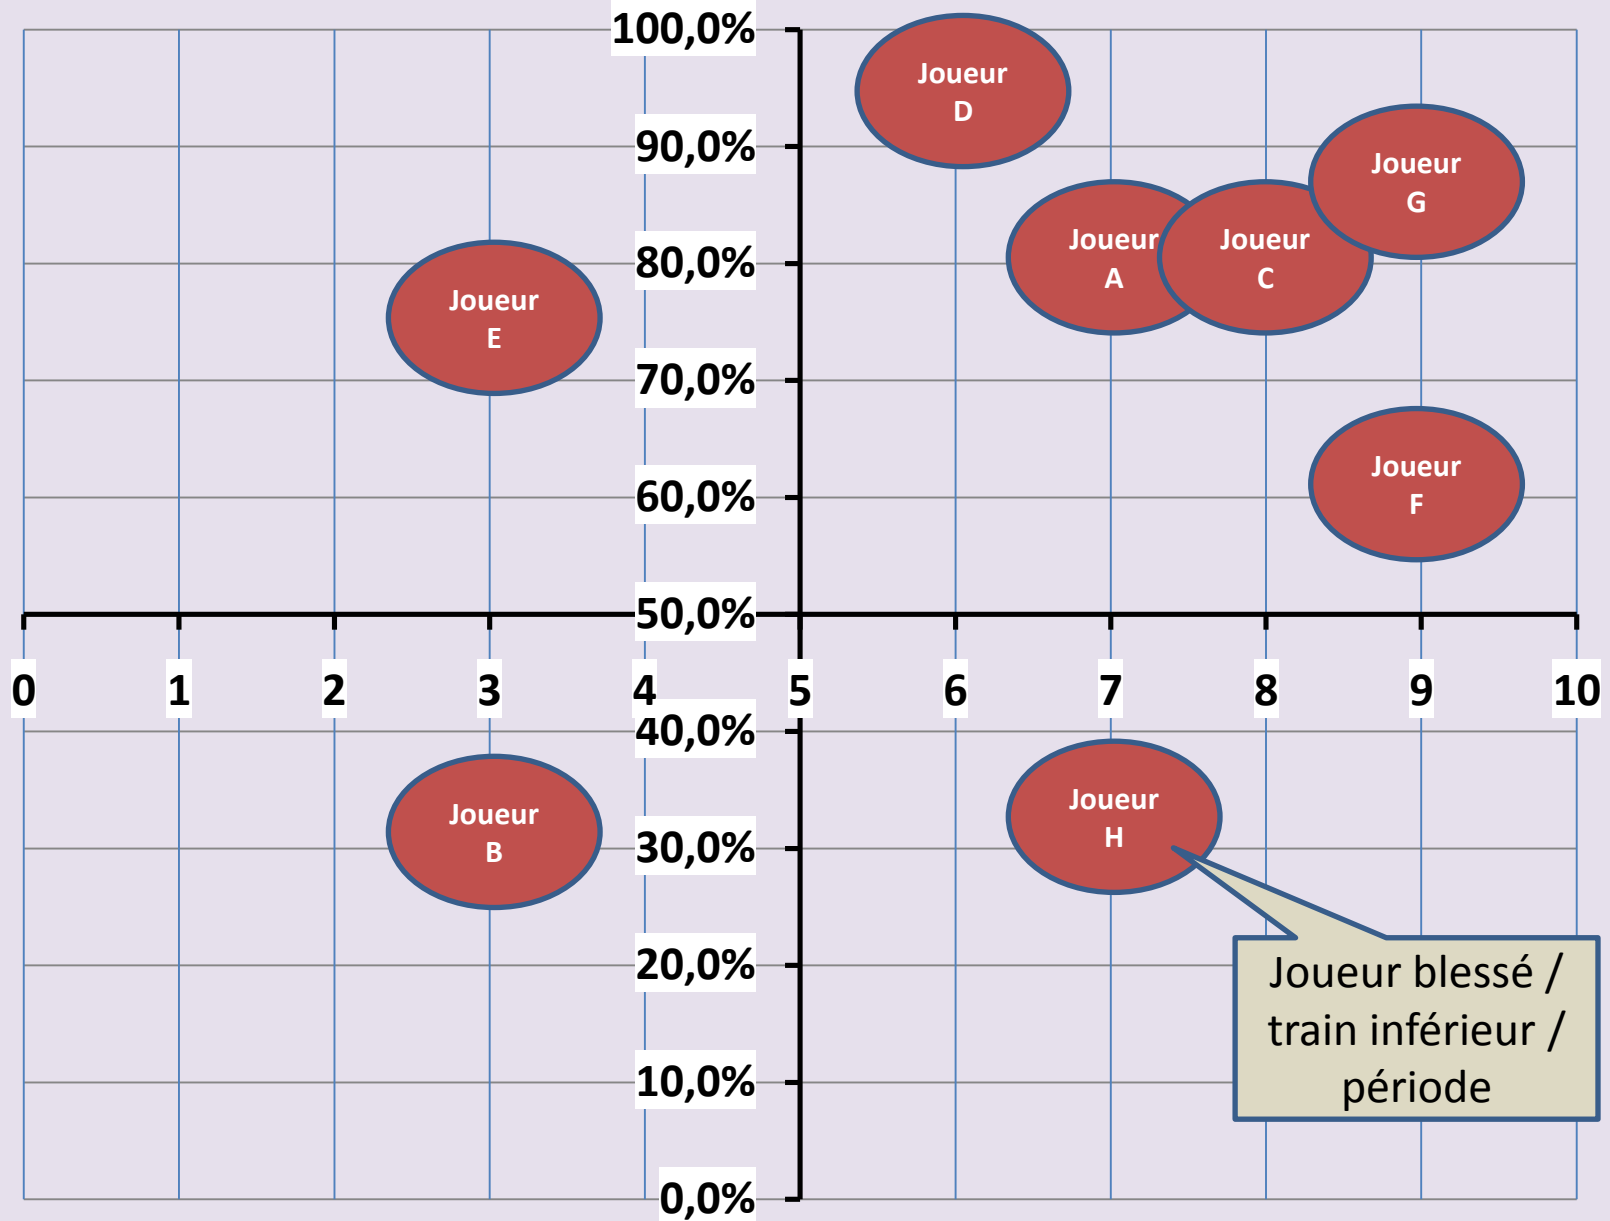 100,0%
Joueur
D
90,0%
Joueur
G
Joueur
A
Joueur
C
80,0%
Joueur
E
70,0%
Joueur
F
60,0%
50,0%
0 1 2 3 4 5 6 7 8 9 10
40,0%
Joueur
H
Joueur
B
30,0%
20,0%
Joueur blessé /
train inférieur /
période
10,0%
0,0%